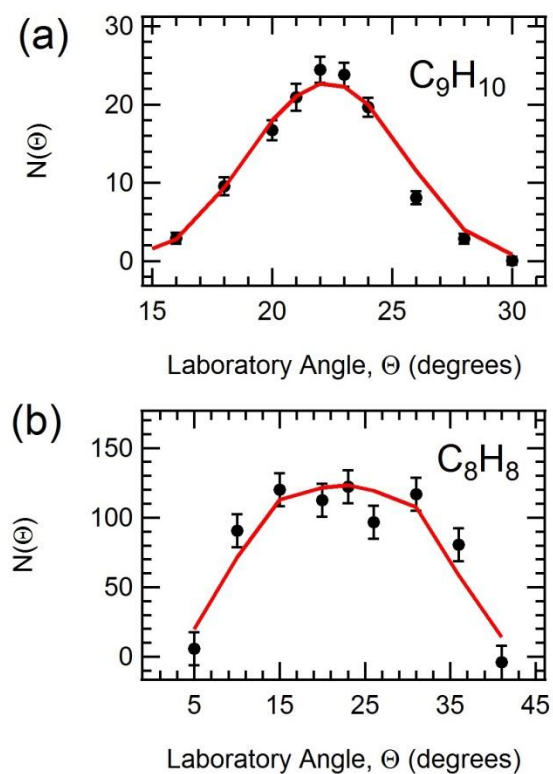 (a)
30
C₉H₁₀
20
N(Θ)
10
0
15 20 25 30
Laboratory Angle, Θ (degrees)
(b)
150
C₈H₈
100
N(Θ)
50
0
5 15 25 35 45
Laboratory Angle, Θ (degrees)